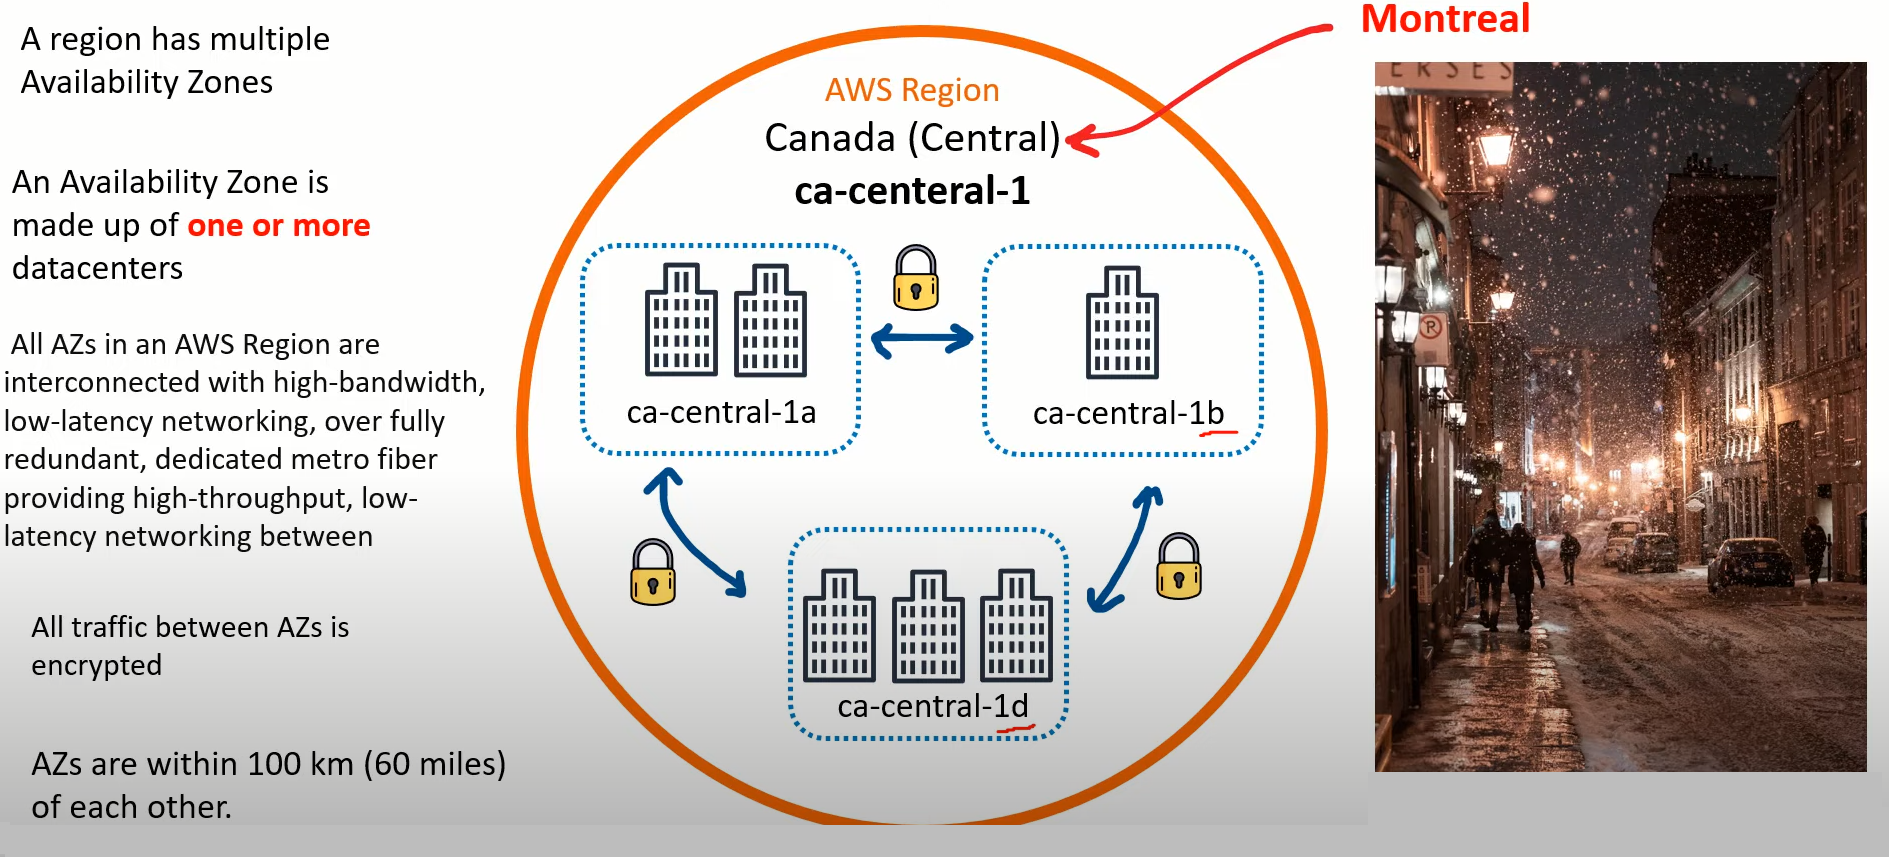 A region has multiple
Availability Zones
An Availability Zone is
made up of one or more
datacenters
All AZs in an AWS Region are
interconnected with high-bandwidth,
low-latency networking, over fully
redundant, dedicated metro fiber
providing high-throughput, low-
latency networking between
All traffic between AZs is
encrypted
AZs are within 100 km (60 miles)
of each other.
AWS Region
Canada (Central)
ca-centeral-1
ca-central-1a
ca-central-1b
ca-central-1d
Montreal
ERSES
R